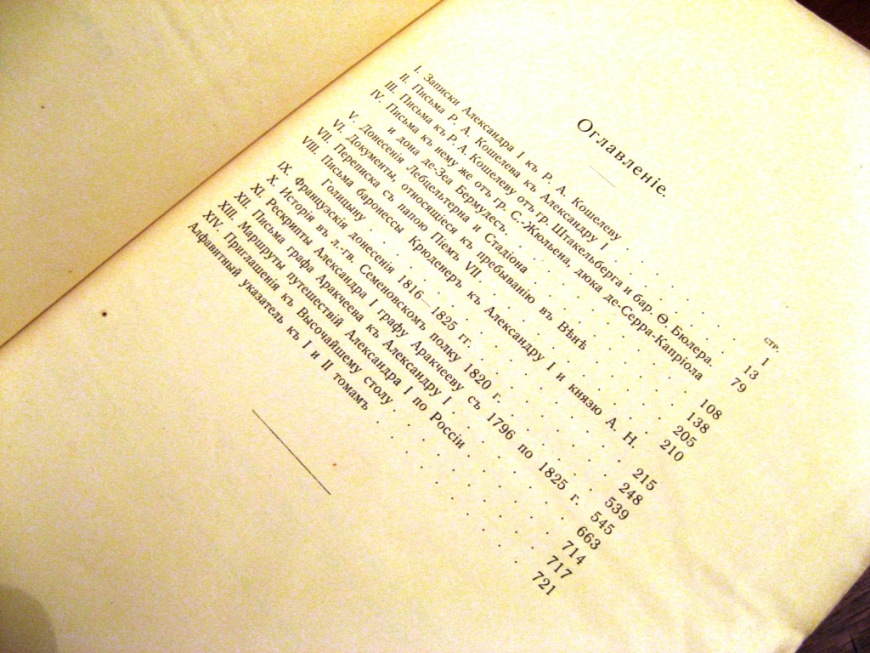 Оглавленіе.
стр.
I. Записки Александра I къ Р. А. Кошелеву . . . 1
II. Письма Р. А. Кошелева къ Александру I . . . 13
III. Письма къ Р. А. Кошелеву отъ гр. Штакельберга и бар. Ѳ. Бюлера. 79
IV. Письма къ нему же отъ гр. С.-Жюльена, дюка де-Серра-Капріола
и дона де-Зеа Бермудесъ. . . . 108
V. Донесенія Лебцельтерна и Стадіона . . . 138
VI. Документы, относящіеся къ пребыванію въ Вѣнѣ . . . 205
VII. Переписка съ папою Піемъ VII . . . 210
VIII. Письма баронессы Крюденеръ къ Александру I и князю А. Н.
Голицыну . . . 215
IX. Французскія донесенія 1816—1825 гг. . . . 248
X. Исторія въ л.-гв. Семеновскомъ полку 1820 г. . . . 539
XI. Рескрипты Александра I графу Аракчееву съ 1796 по 1825 г. 545
XII. Письма графа Аракчеева къ Александру I . . . 663
XIII. Маршруты путешествій Александра I по Россіи . . . 714
XIV. Приглашенія къ Высочайшему столу . . . 717
Алфавитный указатель къ I и II томамъ . . . 721